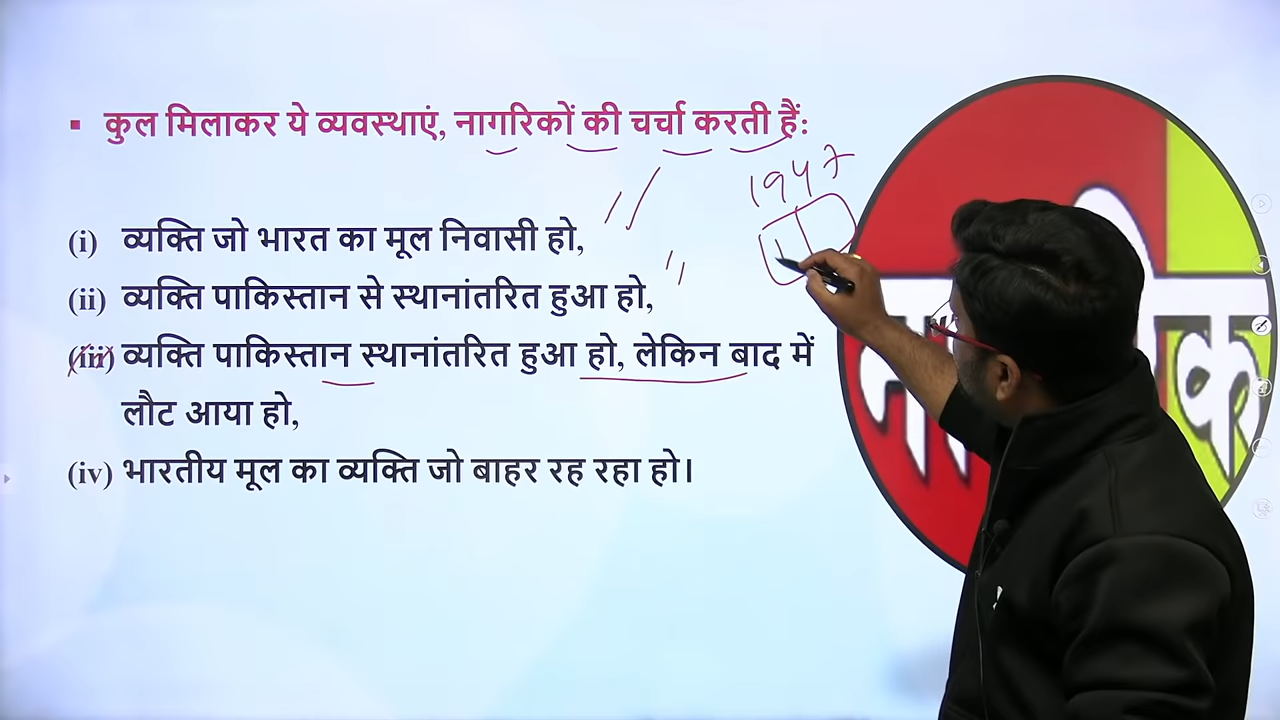 ▪ कुल मिलाकर ये व्यवस्थाएं, नागरिकों की चर्चा करती हैं:
1947
(i) व्यक्ति जो भारत का मूल निवासी हो,
(ii) व्यक्ति पाकिस्तान से स्थानांतरित हुआ हो,
(iii) व्यक्ति पाकिस्तान स्थानांतरित हुआ हो, लेकिन बाद में
लौट आया हो,
(iv) भारतीय मूल का व्यक्ति जो बाहर रह रहा हो।